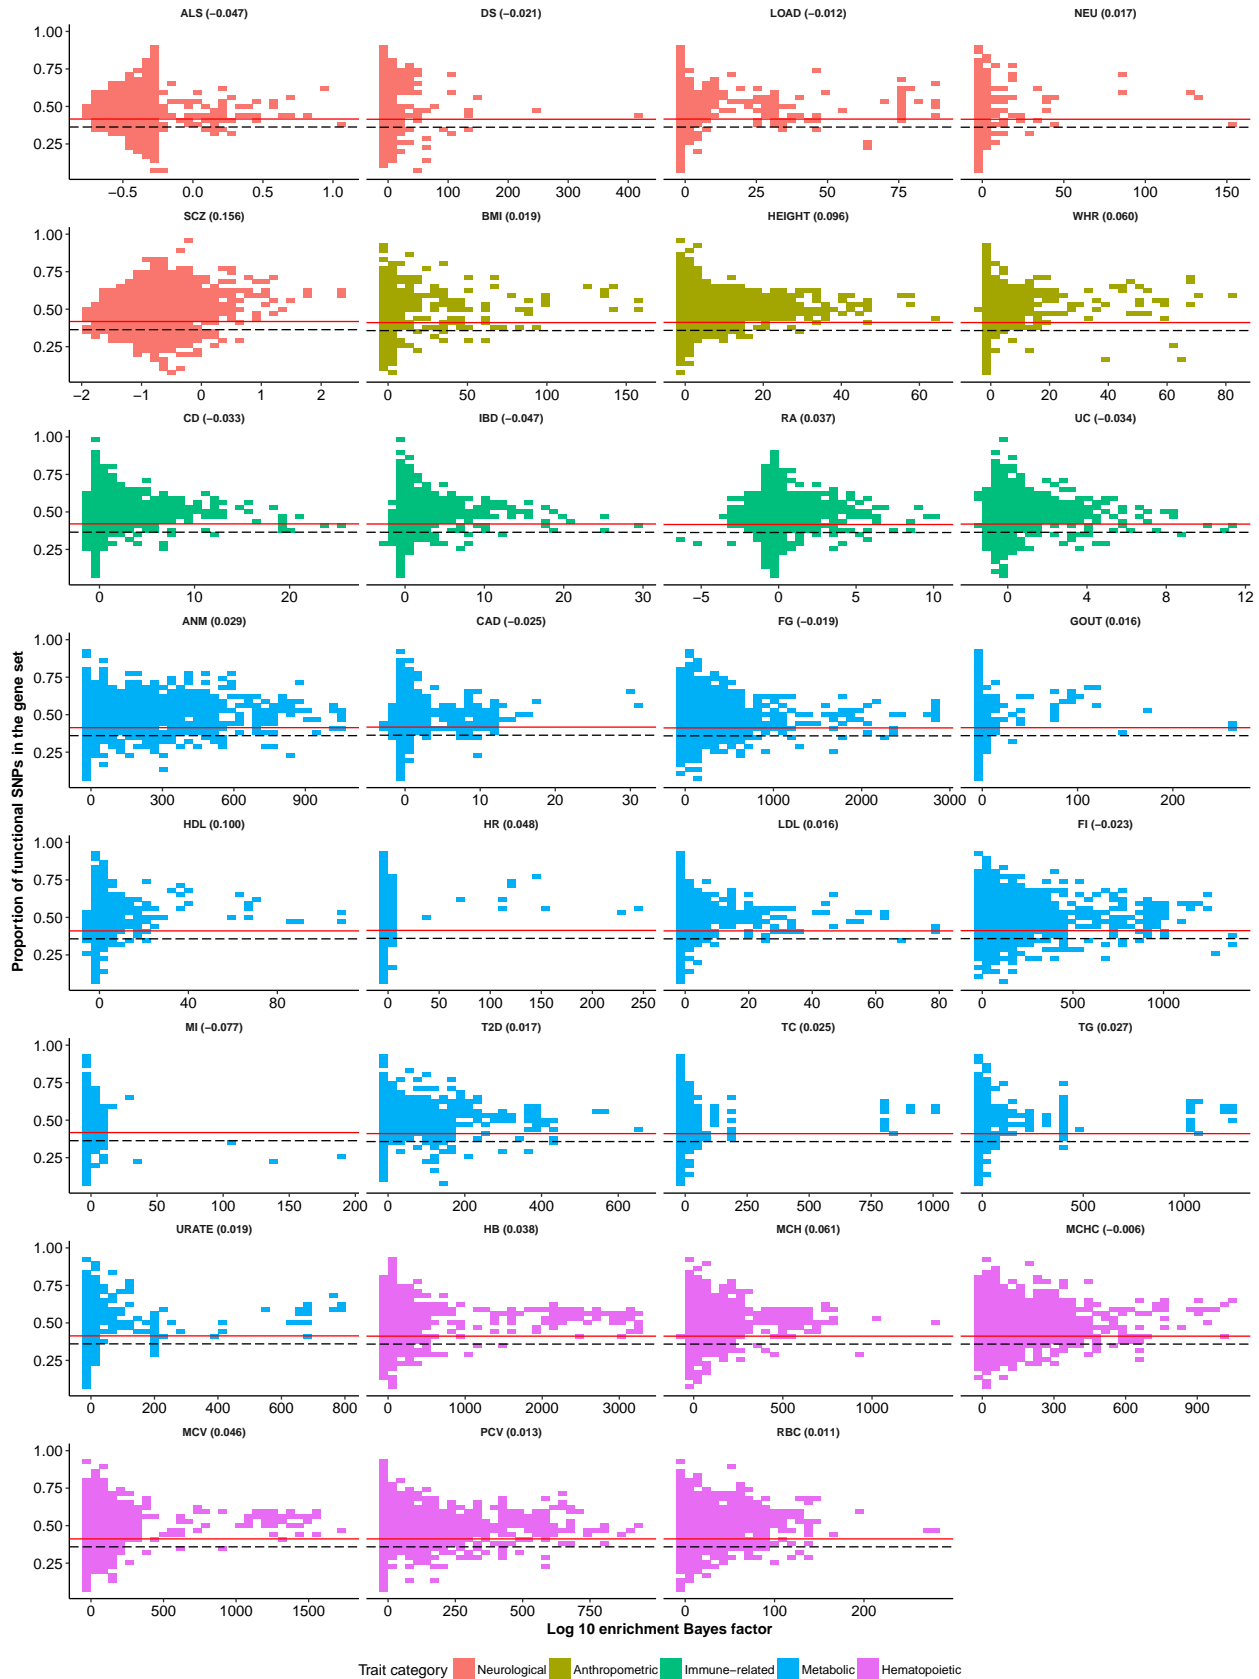 ALS (−0.047) DS (−0.021) LOAD (−0.012) NEU (0.017)
1.00
0.75
0.50
0.25
−0.5 0.0 0.5 1.0 0 100 200 300 400 0 25 50 75 0 50 100 150
SCZ (0.156) BMI (0.019) HEIGHT (0.096) WHR (0.060)
1.00
0.75
0.50
0.25
−2 −1 0 1 2 0 50 100 150 0 20 40 60 0 20 40 60 80
CD (−0.033) IBD (−0.047) RA (0.037) UC (−0.034)
1.00
0.75
0.50
0.25
0 10 20 0 10 20 30 −5 0 5 10 0 4 8 12
ANM (0.029) CAD (−0.025) FG (−0.019) GOUT (0.016)
1.00
0.75
0.50
0.25
0 300 600 900 0 10 20 30 0 1000 2000 3000 0 100 200
Proportion of functional SNPs in the gene set
HDL (0.100) HR (0.048) LDL (0.016) FI (−0.023)
1.00
0.75
0.50
0.25
0 40 80 0 50 100 150 200 250 0 20 40 60 80 0 500 1000
MI (−0.077) T2D (0.017) TC (0.025) TG (0.027)
1.00
0.75
0.50
0.25
0 50 100 150 200 0 200 400 600 0 250 500 750 1000 0 500 1000
URATE (0.019) HB (0.038) MCH (0.061) MCHC (−0.006)
1.00
0.75
0.50
0.25
0 200 400 600 800 0 1000 2000 3000 0 500 1000 0 300 600 900
MCV (0.046) PCV (0.013) RBC (0.011)
1.00
0.75
0.50
0.25
0 500 1000 1500 0 250 500 750 0 100 200
Log 10 enrichment Bayes factor
Trait category Neurological Anthropometric Immune−related Metabolic Hematopoietic